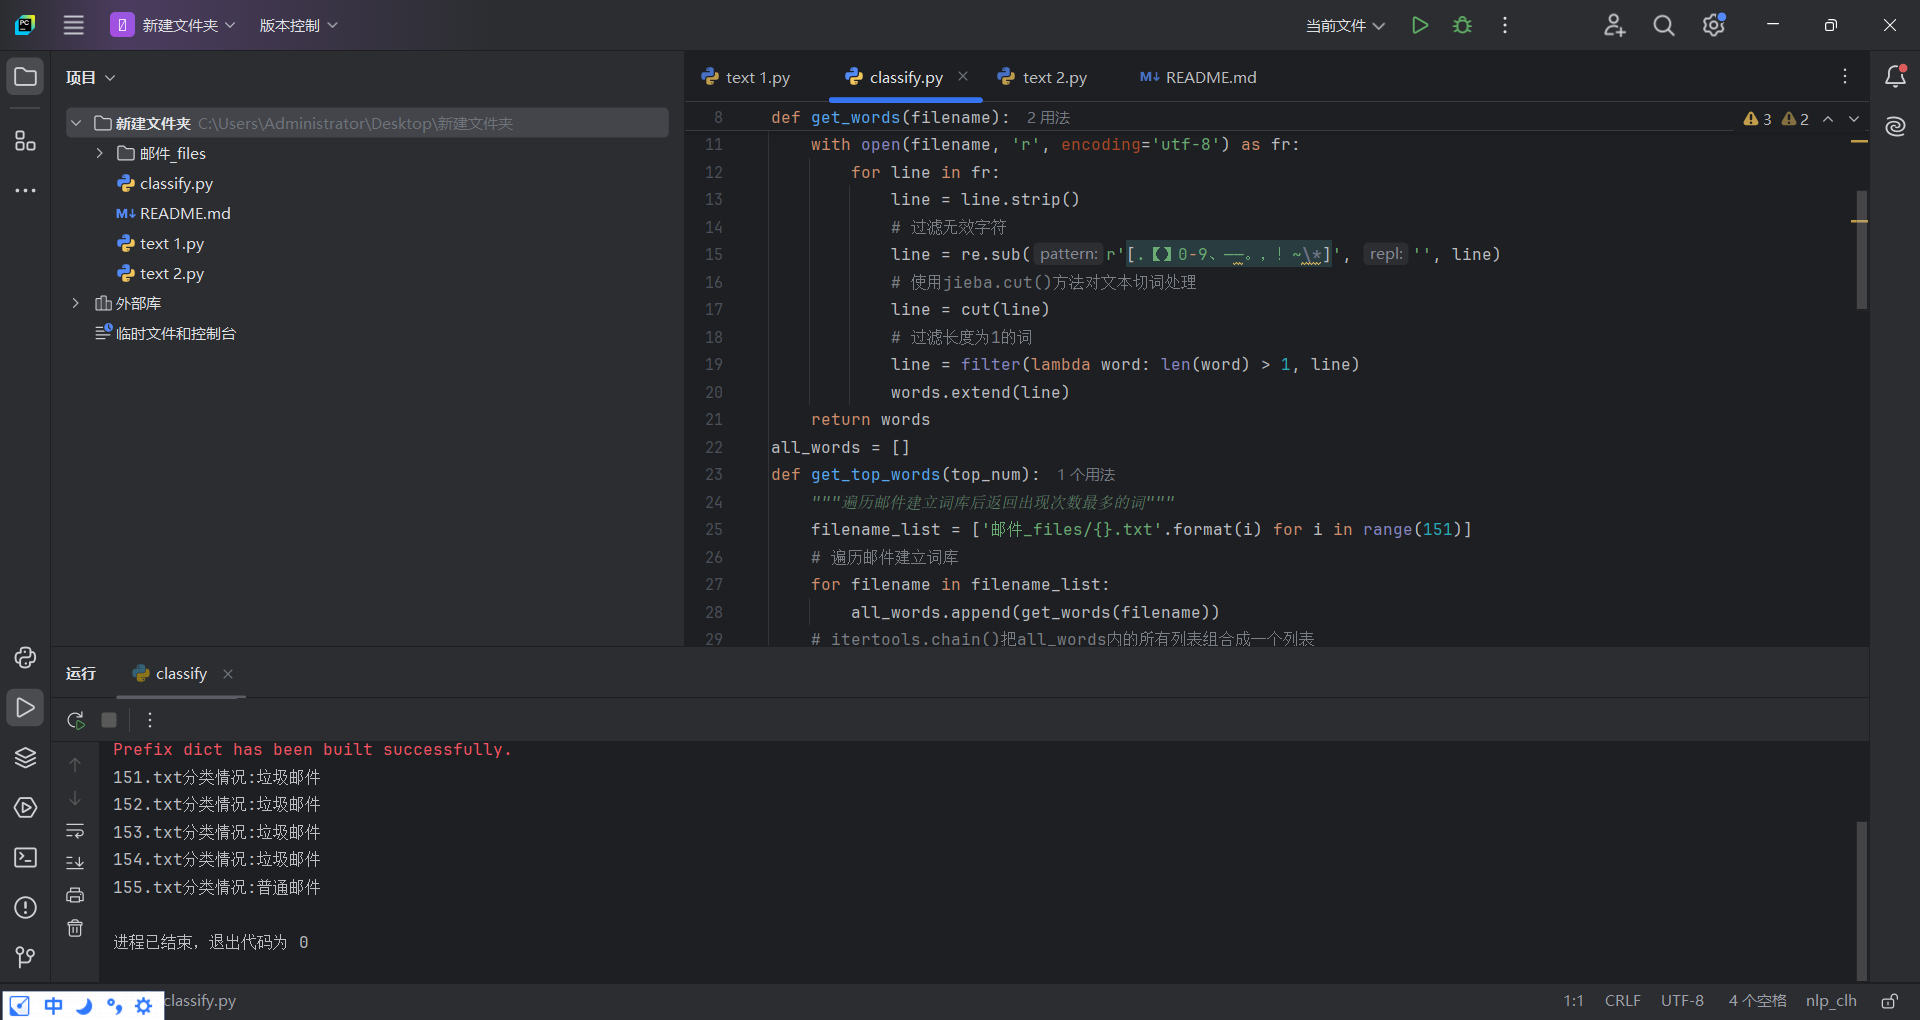 新建文件夹
版本控制
当前文件
项目
text 1.py
classify.py
text 2.py
M↓ README.md
新建文件夹 C:\Users\Administrator\Desktop\新建文件夹
邮件_files
classify.py
M↓ README.md
text 1.py
text 2.py
外部库
临时文件和控制台
3
2
8 def get_words(filename): 2 用法
11 with open(filename, 'r', encoding='utf-8') as fr:
12 for line in fr:
13 line = line.strip()
14 # 过滤无效字符
15 line = re.sub( pattern: r'[.【】0-9、——。,！~\*]', repl: '', line)
16 # 使用jieba.cut()方法对文本切词处理
17 line = cut(line)
18 # 过滤长度为1的词
19 line = filter(lambda word: len(word) > 1, line)
20 words.extend(line)
21 return words
22 all_words = []
23 def get_top_words(top_num): 1 个用法
24 """遍历邮件建立词库后返回出现次数最多的词"""
25 filename_list = ['邮件_files/{}.txt'.format(i) for i in range(151)]
26 # 遍历邮件建立词库
27 for filename in filename_list:
28 all_words.append(get_words(filename))
29 # itertools.chain()把all_words内的所有列表组合成一个列表
运行
classify
Prefix dict has been built successfully.
151.txt分类情况:垃圾邮件
152.txt分类情况:垃圾邮件
153.txt分类情况:垃圾邮件
154.txt分类情况:垃圾邮件
155.txt分类情况:普通邮件
进程已结束，退出代码为 0
中
classify.py
1:1
CRLF
UTF-8
4 个空格
nlp_clh